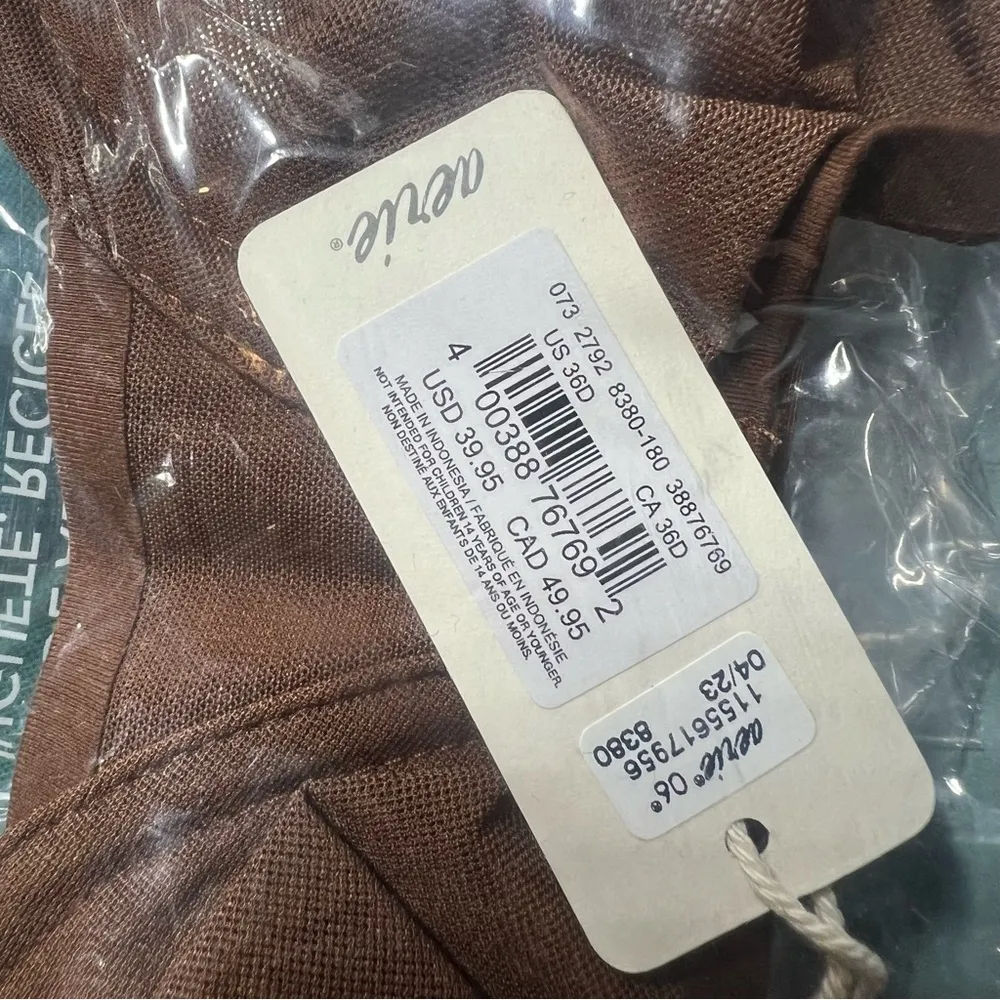 aerie®
073 2792 8380-180 38876769
US 36D CA 36D
4 00388 76769 2
USD 39.95 CAD 49.95
MADE IN INDONESIA / FABRIQUÉ EN INDONÉSIE
NOT INTENDED FOR CHILDREN 14 YEARS OF AGE OR YOUNGER.
NON DESTINÉ AUX ENFANTS DE 14 ANS OU MOINS.
aerie® 06°
1155617956
8380
04/23